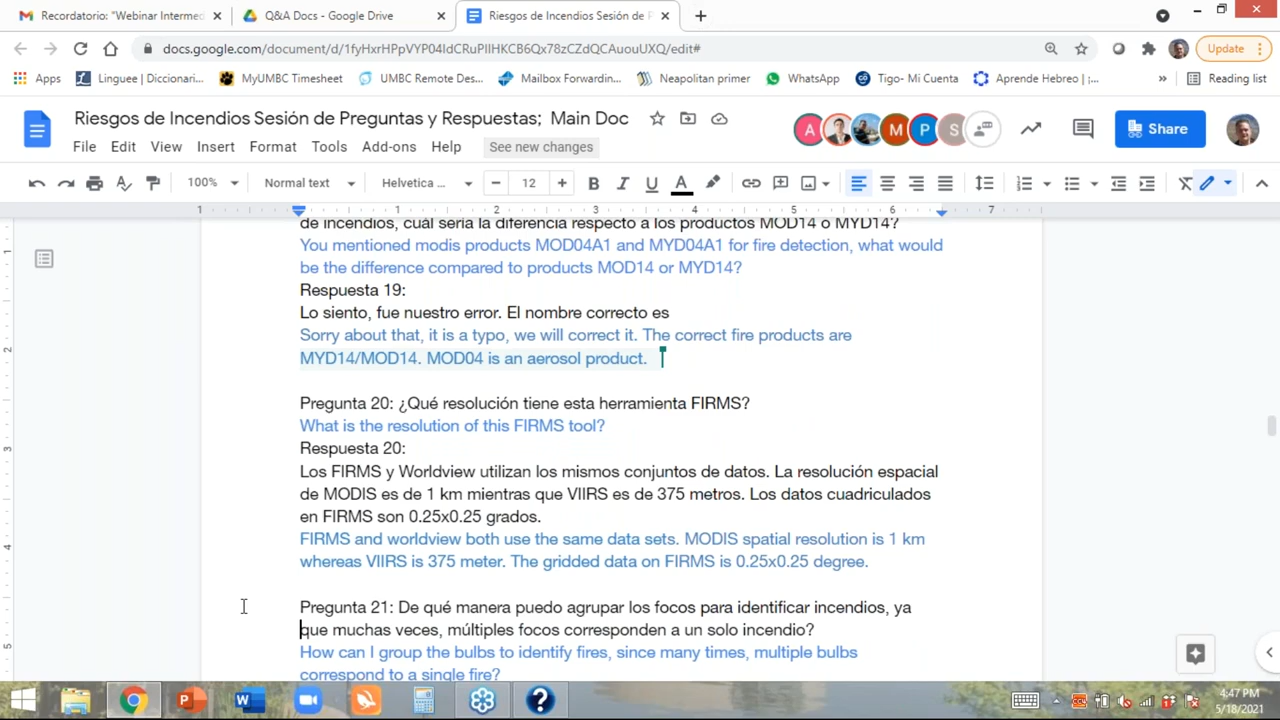 Recordatorio: "Webinar Intermed
Q&A Docs - Google Drive
Riesgos de Incendios Sesión de P
docs.google.com/document/d/1fyHxrHPpVYP04IdCRuPIIHKCB6Qx78zCZdQCAuouUXQ/edit#
Update
Apps
Linguee | Diccionari...
MyUMBC Timesheet
UMBC Remote Des...
Mailbox Forwardin...
Neapolitan primer
WhatsApp
Tigo- Mi Cuenta
Aprende Hebreo | ¡...
»
Reading list
Riesgos de Incendios Sesión de Preguntas y Respuestas; Main Doc
A M P S
Share
File Edit View Insert Format Tools Add-ons Help See new changes
100% Normal text Helvetica ... − 12 + B I U A
1 1 2 3 4 5 6 7
de incendios, cuál sería la diferencia respecto a los productos MOD14 o MYD14?
You mentioned modis products MOD04A1 and MYD04A1 for fire detection, what would
be the difference compared to products MOD14 or MYD14?
Respuesta 19:
Lo siento, fue nuestro error. El nombre correcto es
Sorry about that, it is a typo, we will correct it. The correct fire products are
MYD14/MOD14. MOD04 is an aerosol product.
Pregunta 20: ¿Qué resolución tiene esta herramienta FIRMS?
What is the resolution of this FIRMS tool?
Respuesta 20:
Los FIRMS y Worldview utilizan los mismos conjuntos de datos. La resolución espacial
de MODIS es de 1 km mientras que VIIRS es de 375 metros. Los datos cuadriculados
en FIRMS son 0.25x0.25 grados.
FIRMS and worldview both use the same data sets. MODIS spatial resolution is 1 km
whereas VIIRS is 375 meter. The gridded data on FIRMS is 0.25x0.25 degree.
Pregunta 21: De qué manera puedo agrupar los focos para identificar incendios, ya
que muchas veces, múltiples focos corresponden a un solo incendio?
How can I group the bulbs to identify fires, since many times, multiple bulbs
correspond to a single fire?
1
2
3
4
5
4:47 PM
5/18/2021